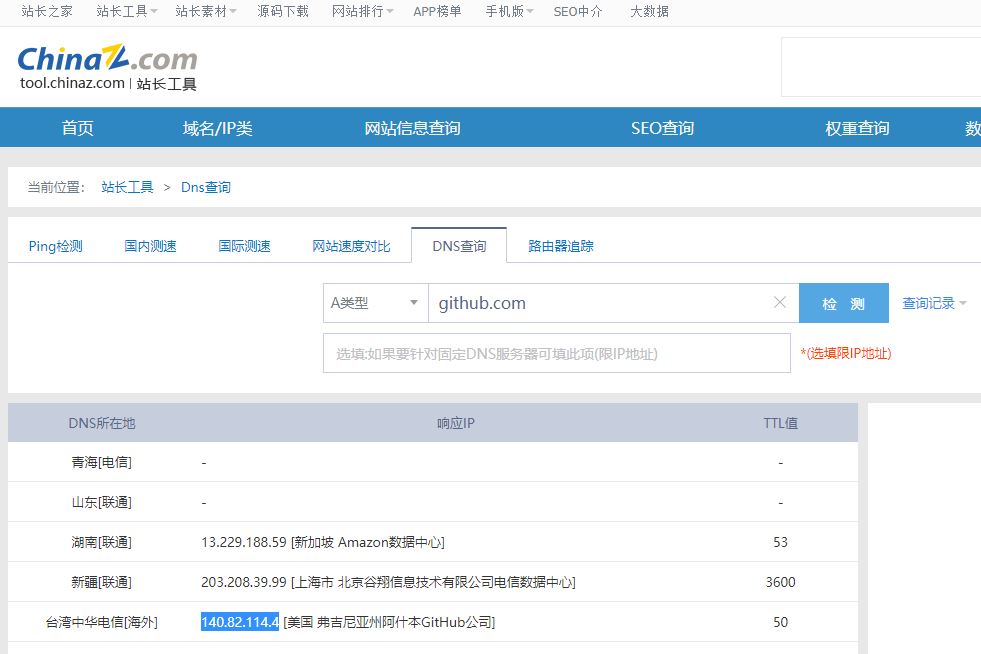 站长之家 站长工具 站长素材 源码下载 网站排行 APP榜单 手机版 SEO中介 大数据
ChinaZ.com
tool.chinaz.com | 站长工具
首页 域名/IP类 网站信息查询 SEO查询 权重查询 数
当前位置： 站长工具 > Dns查询
Ping检测 国内测速 国际测速 网站速度对比 DNS查询 路由器追踪
A类型 github.com 检 测 查询记录
选填:如果要针对固定DNS服务器可填此项(限IP地址) *(选填限IP地址)
DNS所在地 响应IP TTL值
青海[电信] - -
山东[联通] - -
湖南[联通] 13.229.188.59 [新加坡 Amazon数据中心] 53
新疆[联通] 203.208.39.99 [上海市 北京谷翔信息技术有限公司电信数据中心] 3600
台湾中华电信[海外] 140.82.114.4 [美国 弗吉尼亚州阿什本GitHub公司] 50